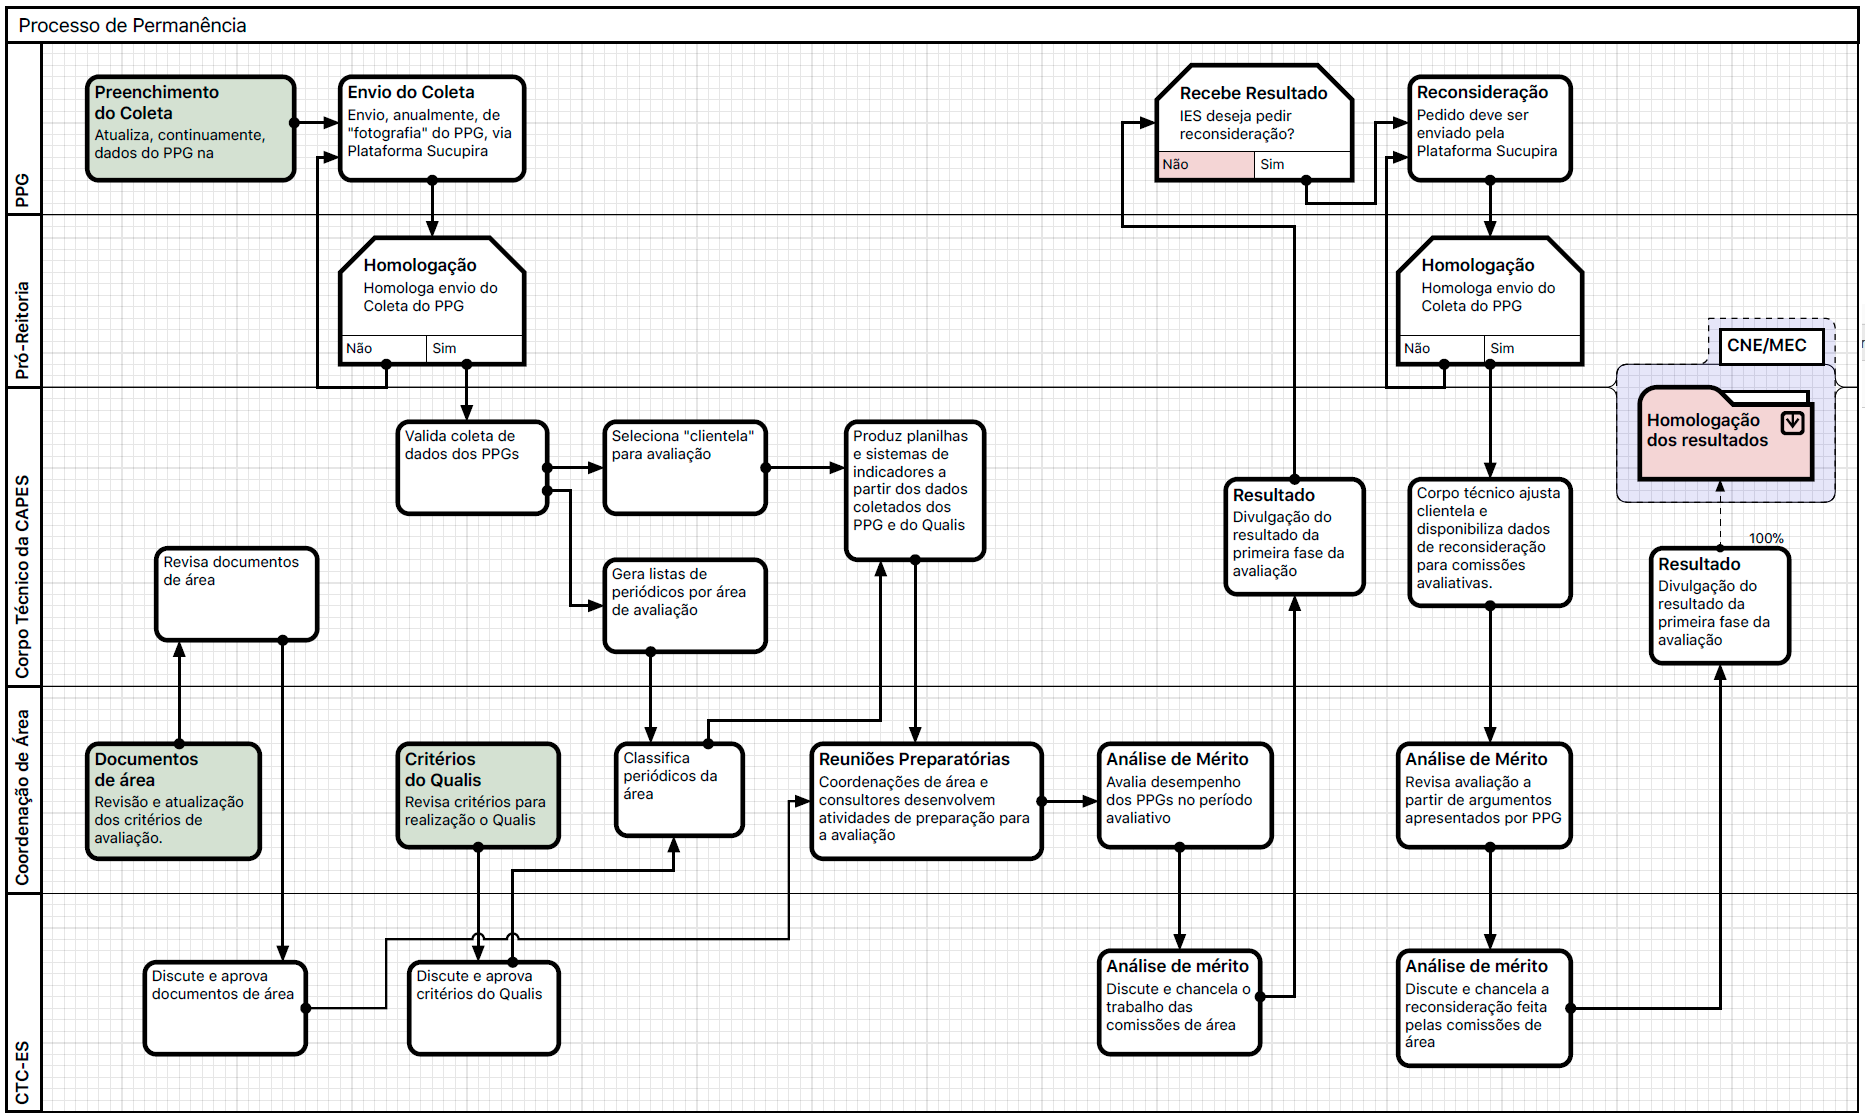 Processo de Permanência
PPG
Preenchimento
do Coleta
Atualiza, continuamente,
dados do PPG na
Envio do Coleta
Envio, anualmente, de
"fotografia" do PPG, via
Plataforma Sucupira
Recebe Resultado
IES deseja pedir
reconsideração?
Não
Sim
Reconsideração
Pedido deve ser
enviado pela
Plataforma Sucupira
Pró-Reitoria
Homologação
Homologa envio do
Coleta do PPG
Não
Sim
Homologação
Homologa envio do
Coleta do PPG
Não
Sim
CNE/MEC
Homologação
dos resultados
Corpo Técnico da CAPES
Valida coleta de
dados dos PPGs
Seleciona "clientela"
para avaliação
Produz planilhas
e sistemas de
indicadores a
partir dos dados
coletados dos
PPG e do Qualis
Resultado
Divulgação do
resultado da
primeira fase da
avaliação
Corpo técnico ajusta
clientela e
disponibiliza dados
de reconsideração
para comissões
avaliativas.
100%
Resultado
Divulgação do
resultado da
primeira fase da
avaliação
Revisa documentos
de área
Gera listas de
periódicos por área
de avaliação
Coordenação de Área
Documentos
de área
Revisão e atualização
dos critérios de
avaliação.
Critérios
do Qualis
Revisa critérios para
realização o Qualis
Classifica
periódicos da
área
Reuniões Preparatórias
Coordenações de área e
consultores desenvolvem
atividades de preparação para
a avaliação
Análise de Mérito
Avalia desempenho
dos PPGs no período
avaliativo
Análise de Mérito
Revisa avaliação a
partir de argumentos
apresentados por PPG
CTC-ES
Discute e aprova
documentos de área
Discute e aprova
critérios do Qualis
Análise de mérito
Discute e chancela o
trabalho das
comissões de área
Análise de mérito
Discute e chancela a
reconsideração feita
pelas comissões de
área